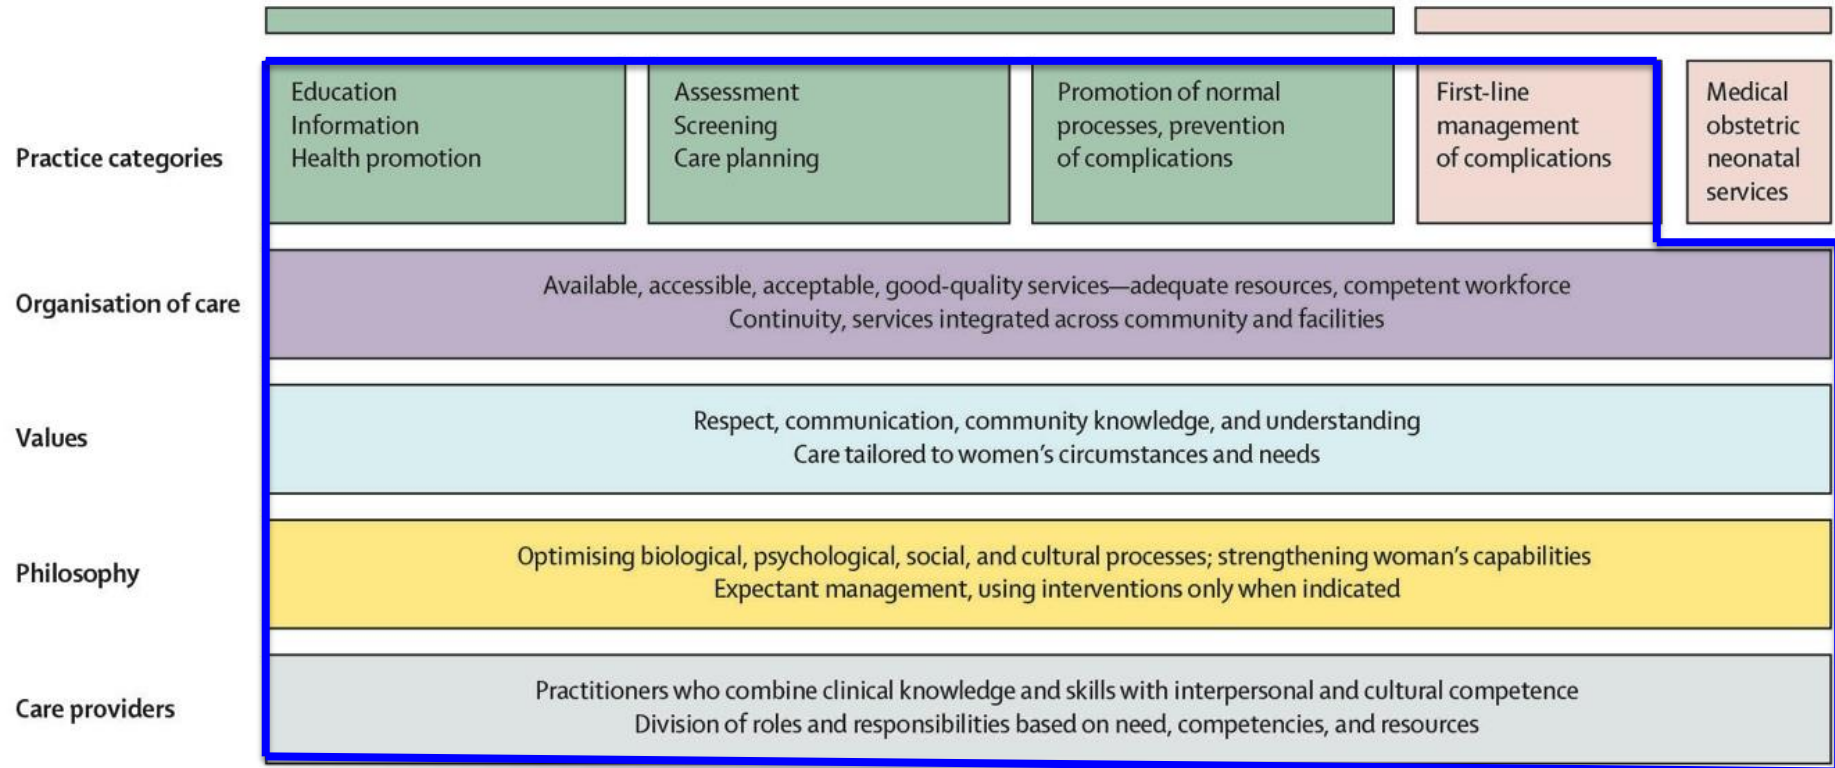 Practice categories
Education
Information
Health promotion
Assessment
Screening
Care planning
Promotion of normal
processes, prevention
of complications
First-line
management
of complications
Medical
obstetric
neonatal
services
Organisation of care
Available, accessible, acceptable, good-quality services—adequate resources, competent workforce
Continuity, services integrated across community and facilities
Values
Respect, communication, community knowledge, and understanding
Care tailored to women's circumstances and needs
Philosophy
Optimising biological, psychological, social, and cultural processes; strengthening woman's capabilities
Expectant management, using interventions only when indicated
Care providers
Practitioners who combine clinical knowledge and skills with interpersonal and cultural competence
Division of roles and responsibilities based on need, competencies, and resources